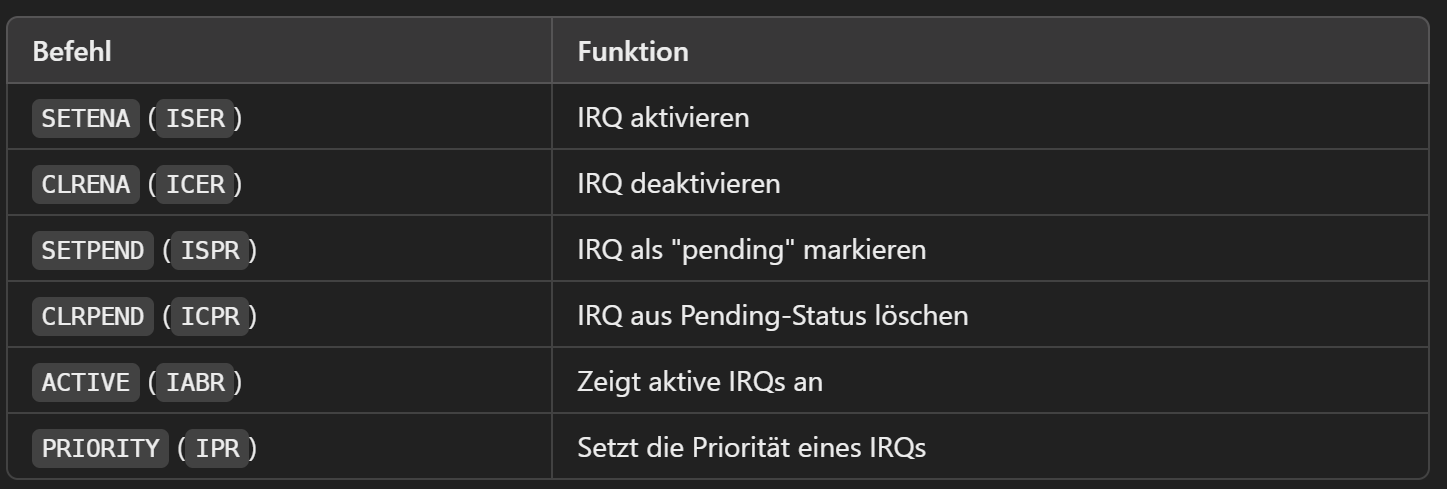 Befehl Funktion
SETENA (ISER) IRQ aktivieren
CLRENA (ICER) IRQ deaktivieren
SETPEND (ISPR) IRQ als "pending" markieren
CLRPEND (ICPR) IRQ aus Pending-Status löschen
ACTIVE (IABR) Zeigt aktive IRQs an
PRIORITY (IPR) Setzt die Priorität eines IRQs